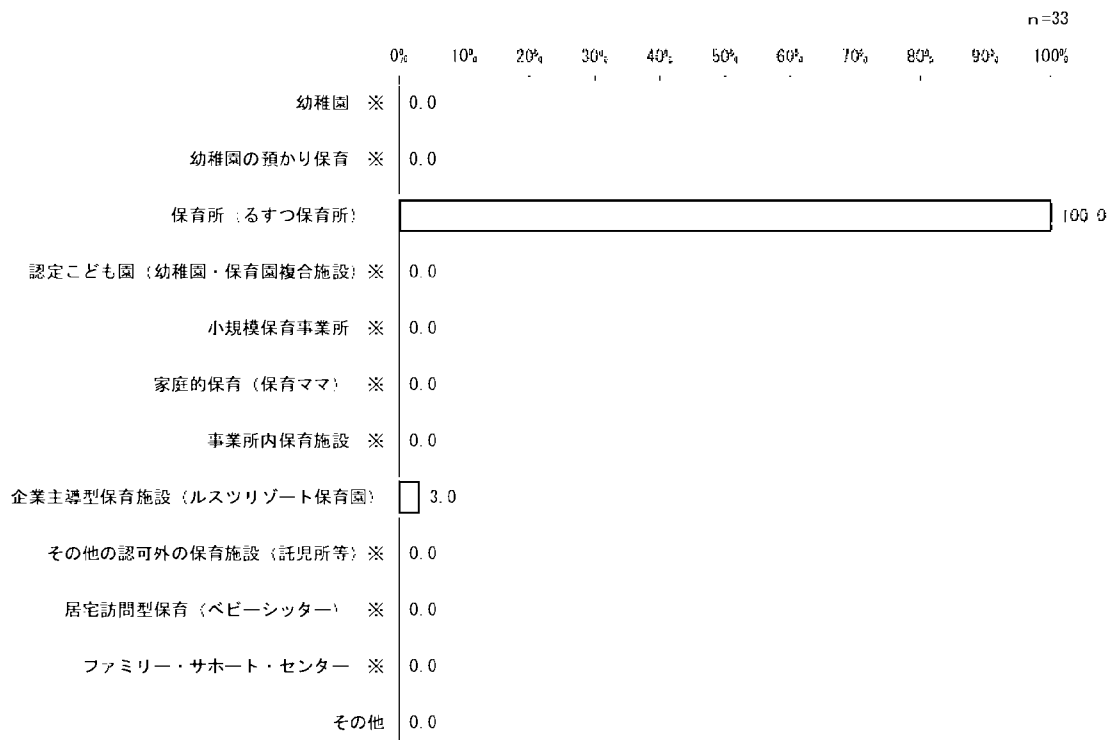 n=33
0% 10% 20% 30% 40% 50% 60% 70% 80% 90% 100%
幼稚園 ※ 0.0
幼稚園の預かり保育 ※ 0.0
保育所（るすつ保育所） 100.0
認定こども園（幼稚園・保育園複合施設）※ 0.0
小規模保育事業所 ※ 0.0
家庭的保育（保育ママ） ※ 0.0
事業所内保育施設 ※ 0.0
企業主導型保育施設（ルスツリゾート保育園） 3.0
その他の認可外の保育施設（託児所等）※ 0.0
居宅訪問型保育（ベビーシッター） ※ 0.0
ファミリー・サホート・センター ※ 0.0
その他 0.0